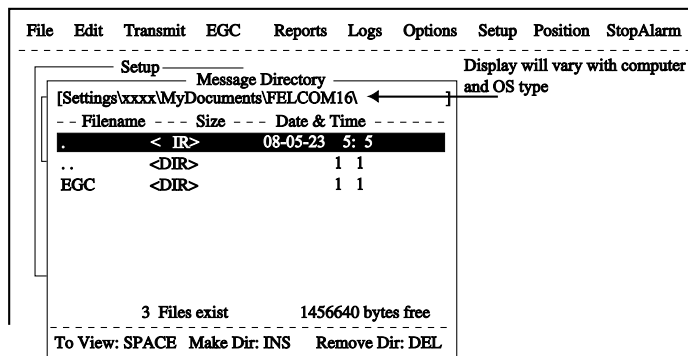 File Edit Transmit EGC Reports Logs Options Setup Position StopAlarm
Setup
Message Directory
Display will vary with computer
and OS type
[Settings\xxxx\MyDocuments\FELCOM16\ ]
Filename Size Date & Time
. < IR> 08-05-23 5: 5
.. <DIR> 1 1
EGC <DIR> 1 1
3 Files exist 1456640 bytes free
To View: SPACE Make Dir: INS Remove Dir: DEL